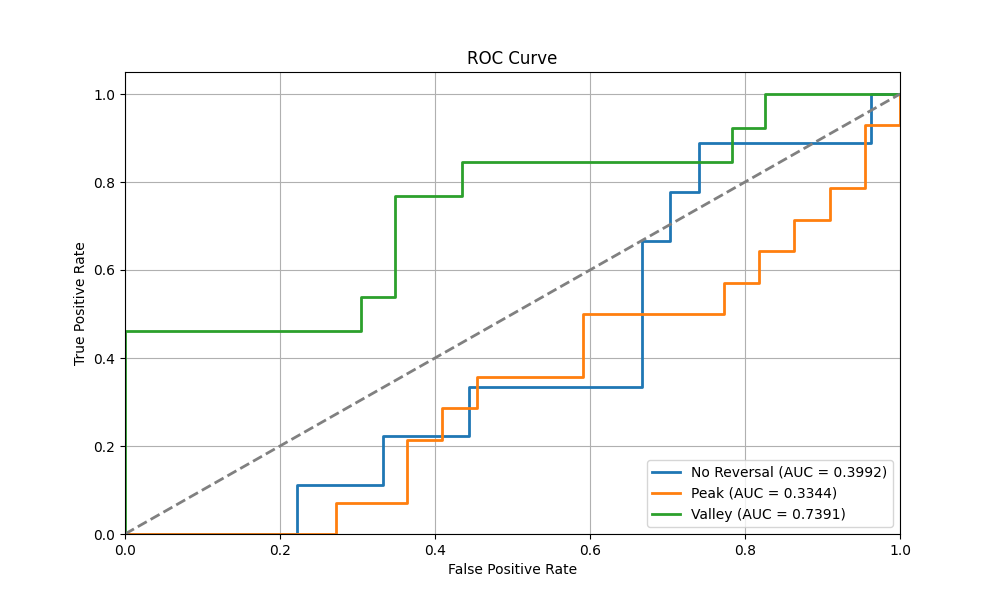 ROC Curve
True Positive Rate
1.0
0.8
0.6
0.4
0.2
0.0
No Reversal (AUC = 0.3992)
Peak (AUC = 0.3344)
Valley (AUC = 0.7391)
0.0 0.2 0.4 0.6 0.8 1.0
False Positive Rate